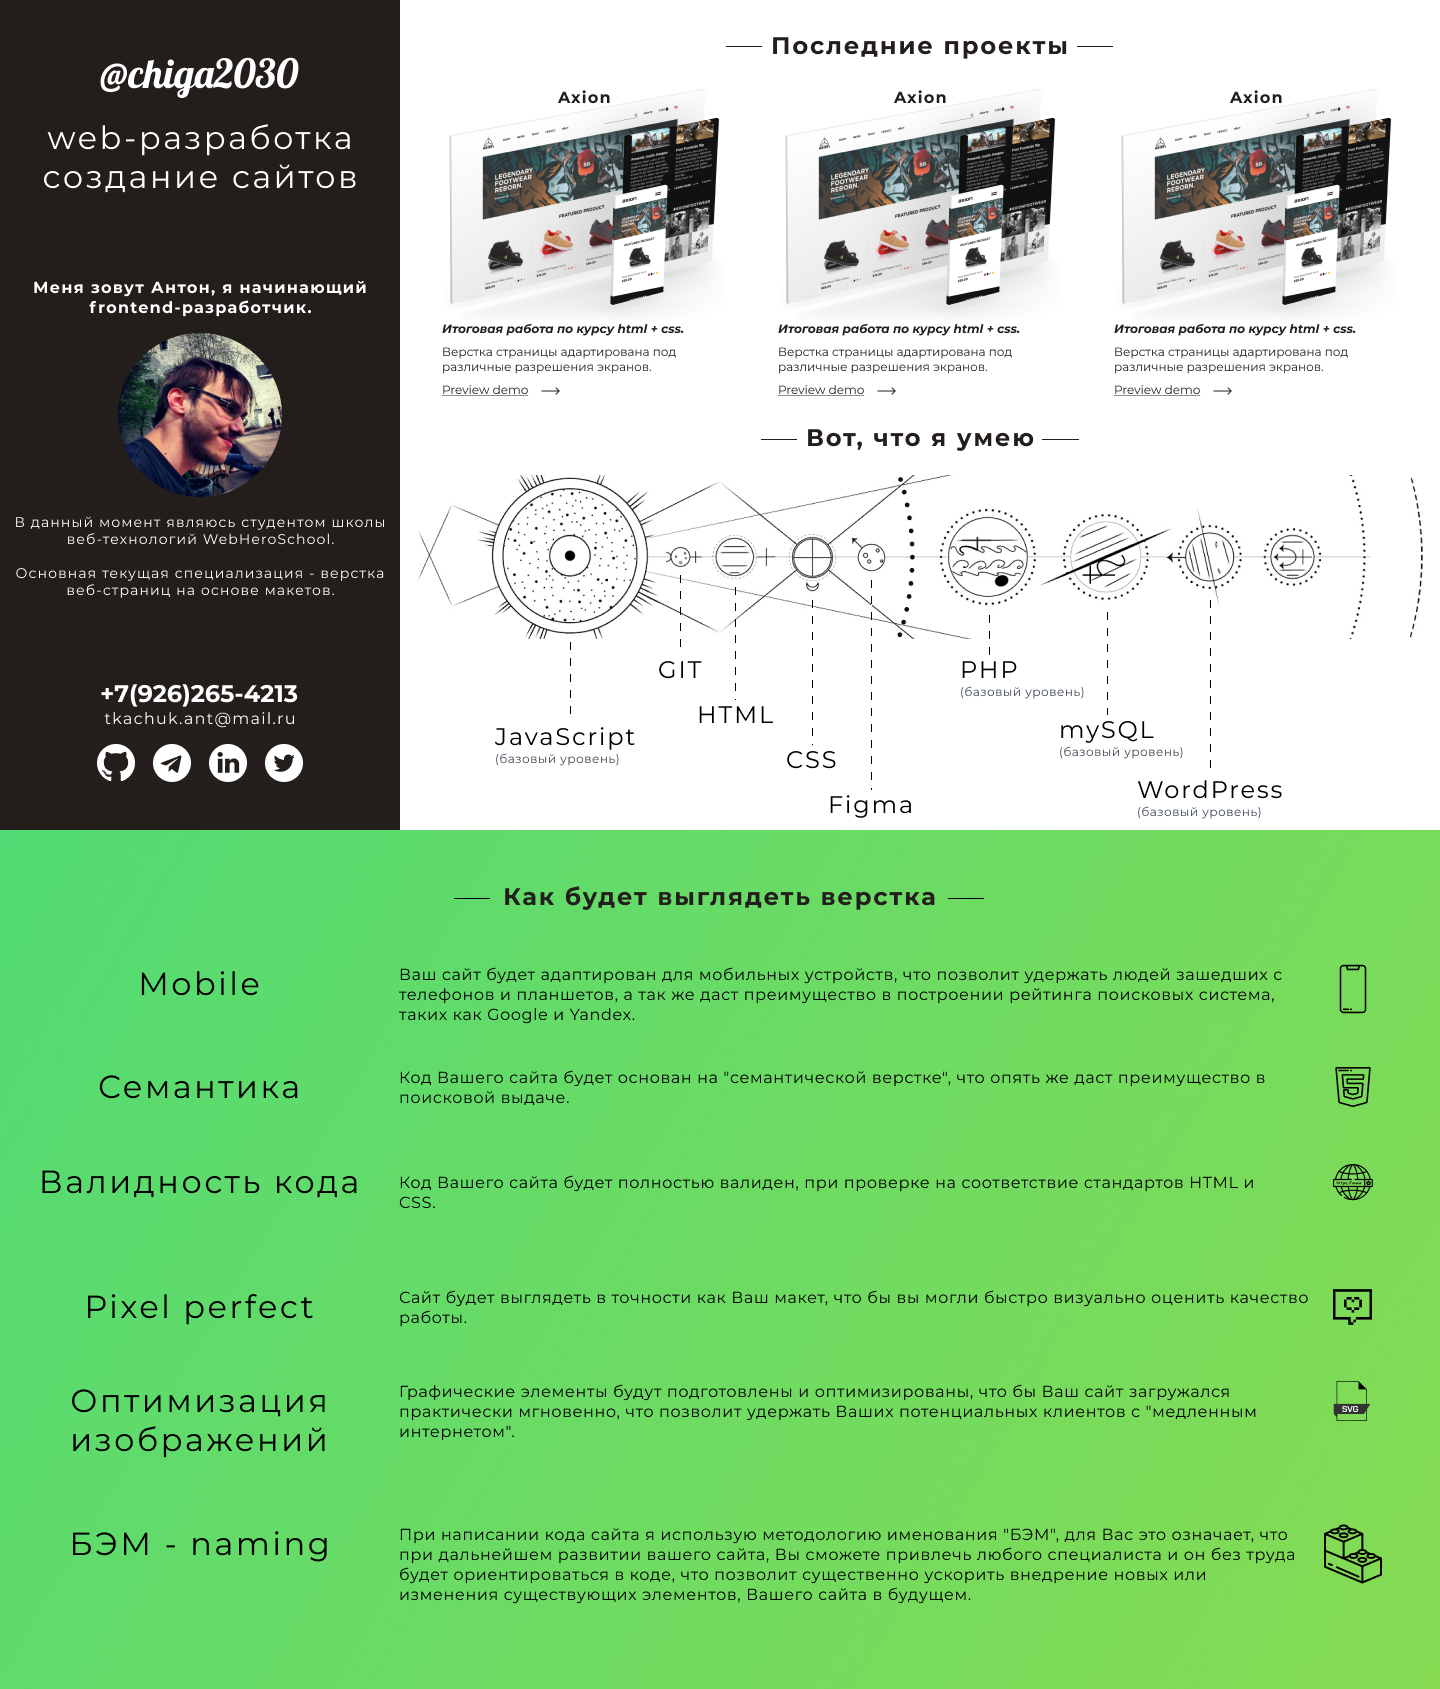 @chiga2030
web-разработка
создание сайтов
Меня зовут Антон, я начинающий
frontend-разработчик.
В данный момент являюсь студентом школы
веб-технологий WebHeroSchool.
Основная текущая специализация - верстка
веб-страниц на основе макетов.
+7(926)265-4213
tkachuk.ant@mail.ru
in
Последние проекты
Axion
LEGENDARY
FOOTWEAR
REBORN.
FEATURED PRODUCT
axion
Итоговая работа по курсу html + css.
Верстка страницы адартирована под
различные разрешения экранов.
Preview demo
Axion
LEGENDARY
FOOTWEAR
REBORN.
FEATURED PRODUCT
axion
Итоговая работа по курсу html + css.
Верстка страницы адартирована под
различные разрешения экранов.
Preview demo
Axion
LEGENDARY
FOOTWEAR
REBORN.
FEATURED PRODUCT
axion
Итоговая работа по курсу html + css.
Верстка страницы адартирована под
различные разрешения экранов.
Preview demo
Вот, что я умею
GIT
HTML
JavaScript
(базовый уровень)
CSS
Figma
PHP
(базовый уровень)
mySQL
(базовый уровень)
WordPress
(базовый уровень)
Как будет выглядеть верстка
Mobile
Ваш сайт будет адаптирован для мобильных устройств, что позволит удержать людей зашедших с
телефонов и планшетов, а так же даст преимущество в построении рейтинга поисковых система,
таких как Google и Yandex.
Семантика
Код Вашего сайта будет основан на "семантической верстке", что опять же даст преимущество в
поисковой выдаче.
5
Валидность кода
Код Вашего сайта будет полностью валиден, при проверке на соответствие стандартов HTML и
CSS.
Pixel perfect
Сайт будет выглядеть в точности как Ваш макет, что бы вы могли быстро визуально оценить качество
работы.
Оптимизация
изображений
Графические элементы будут подготовлены и оптимизированы, что бы Ваш сайт загружался
практически мгновенно, что позволит удержать Ваших потенциальных клиентов с "медленным
интернетом".
SVG
БЭМ - naming
При написании кода сайта я использую методологию именования "БЭМ", для Вас это означает, что
при дальнейшем развитии вашего сайта, Вы сможете привлечь любого специалиста и он без труда
будет ориентироваться в коде, что позволит существенно ускорить внедрение новых или
изменения существующих элементов, Вашего сайта в будущем.